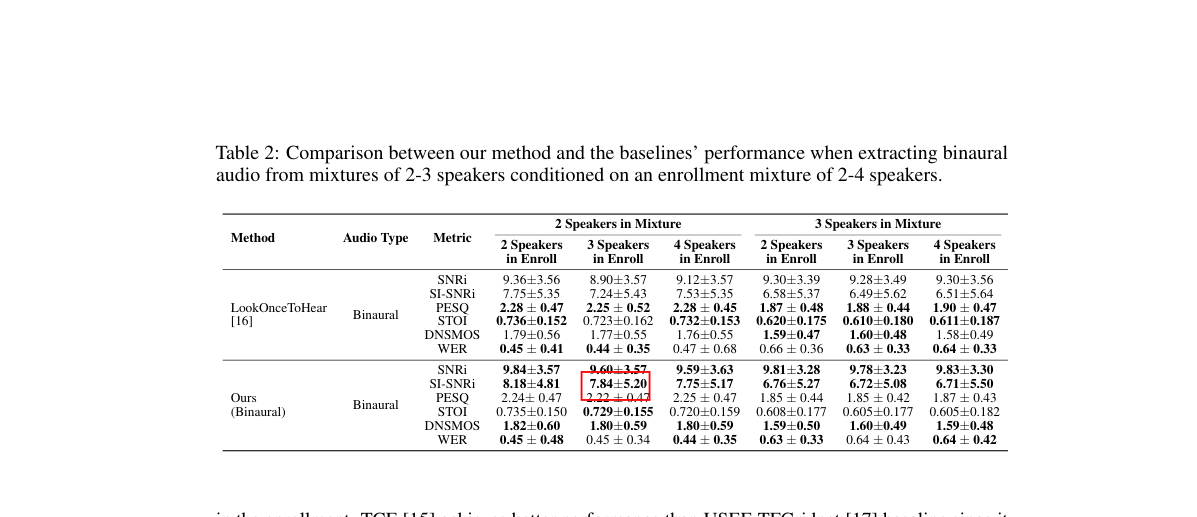 Table 2: Comparison between our method and the baselines' performance when extracting binaural
audio from mixtures of 2-3 speakers conditioned on an enrollment mixture of 2-4 speakers.
Method Audio Type Metric 2 Speakers in Mixture 3 Speakers in Mixture
2 Speakers in Enroll 3 Speakers in Enroll 4 Speakers in Enroll 2 Speakers in Enroll 3 Speakers in Enroll 4 Speakers in Enroll
LookOnceToHear [16] Binaural
SNRi 9.36±3.56 8.90±3.57 9.12±3.57 9.30±3.39 9.28±3.49 9.30±3.56
SI-SNRi 7.75±5.35 7.24±5.43 7.53±5.35 6.58±5.37 6.49±5.62 6.51±5.64
PESQ 2.28 ± 0.47 2.25 ± 0.52 2.28 ± 0.45 1.87 ± 0.48 1.88 ± 0.44 1.90 ± 0.47
STOI 0.736±0.152 0.723±0.162 0.732±0.153 0.620±0.175 0.610±0.180 0.611±0.187
DNSMOS 1.79±0.56 1.77±0.55 1.76±0.55 1.59±0.47 1.60±0.48 1.58±0.49
WER 0.45 ± 0.41 0.44 ± 0.35 0.47 ± 0.68 0.66 ± 0.36 0.63 ± 0.33 0.64 ± 0.33
Ours (Binaural) Binaural
SNRi 9.84±3.57 9.60±3.57 9.59±3.63 9.81±3.28 9.78±3.23 9.83±3.30
SI-SNRi 8.18±4.81 7.84±5.20 7.75±5.17 6.76±5.27 6.72±5.08 6.71±5.50
PESQ 2.24± 0.47 2.22 ± 0.47 2.25 ± 0.47 1.85 ± 0.44 1.85 ± 0.42 1.87 ± 0.43
STOI 0.735±0.150 0.729±0.155 0.720±0.159 0.608±0.177 0.605±0.177 0.605±0.182
DNSMOS 1.82±0.60 1.80±0.59 1.80±0.59 1.59±0.50 1.60±0.49 1.59±0.48
WER 0.45 ± 0.48 0.45 ± 0.34 0.44 ± 0.35 0.63 ± 0.33 0.64 ± 0.43 0.64 ± 0.42